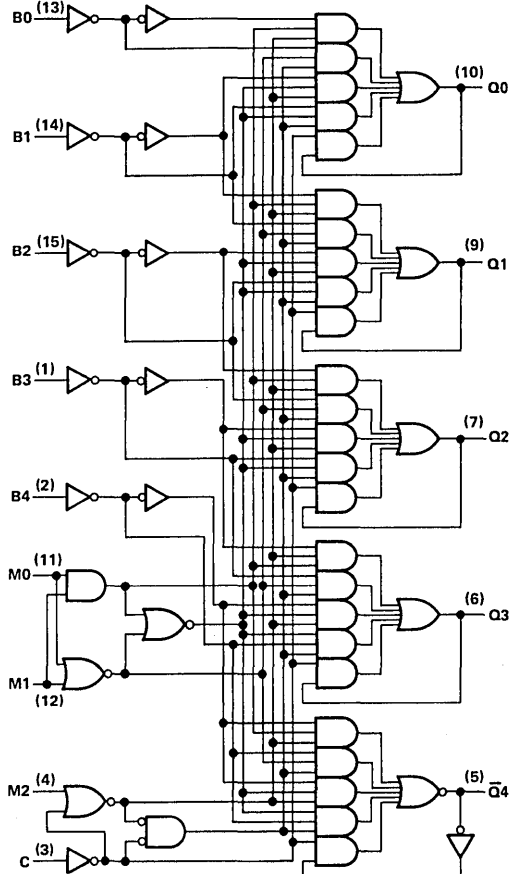 B0 (13)
(10) Q0
B1 (14)
B2 (15)
(9) Q1
B3 (1)
(7) Q2
B4 (2)
M0 (11)
(6) Q3
M1 (12)
M2 (4)
(5) Q̅4
C (3)